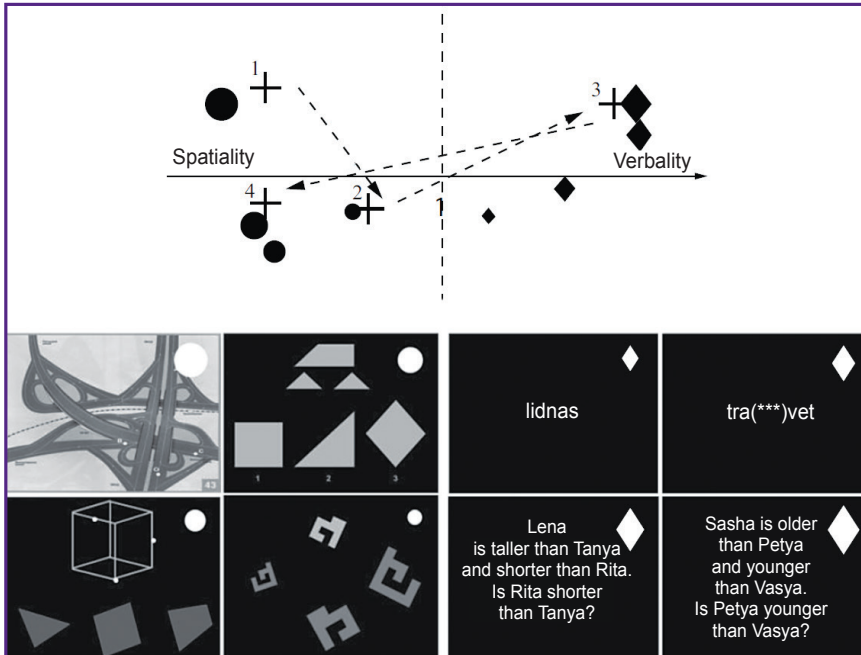 1
3
Spatiality
Verbality
4
2
1
2
3
43
lidnas
tra(***)vet
Lena
is taller than Tanya
and shorter than Rita.
Is Rita shorter
than Tanya?
Sasha is older
than Petya
and younger
than Vasya.
Is Petya younger
than Vasya?